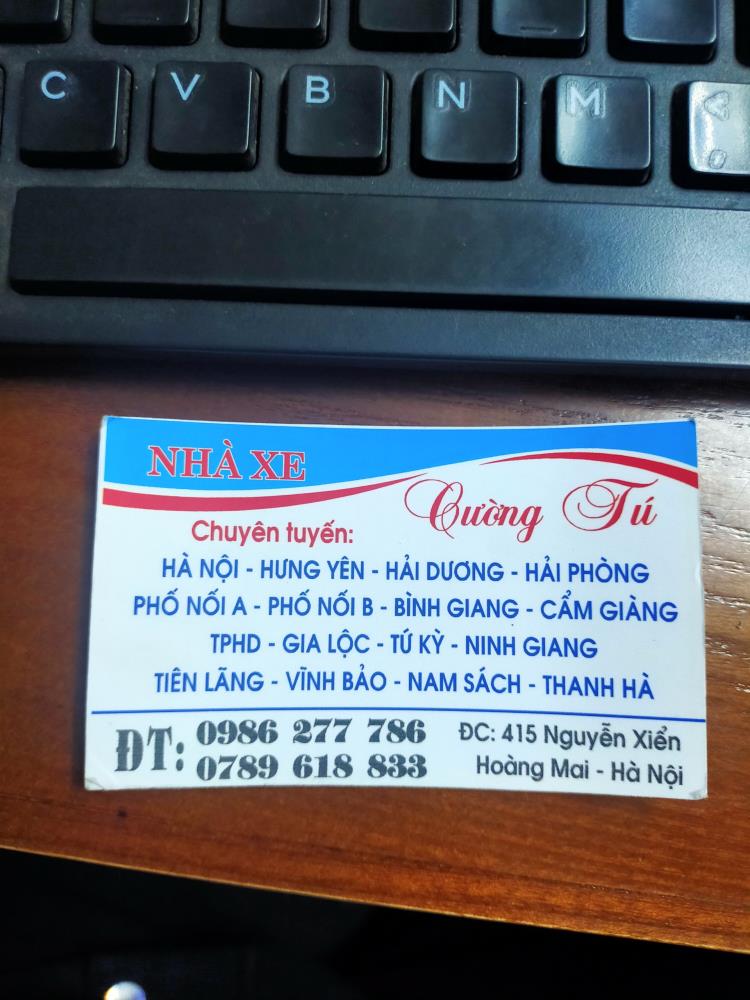 C V B N M <
NHÀ XE
Cường Tú
Chuyên tuyến:
HÀ NỘI - HƯNG YÊN - HẢI DƯƠNG - HẢI PHÒNG
PHỐ NỐI A - PHỐ NỐI B - BÌNH GIANG - CẨM GIÀNG
TPHD - GIA LỘC - TỨ KỲ - NINH GIANG
TIÊN LÃNG - VĨNH BẢO - NAM SÁCH - THANH HÀ
ĐT: 0986 277 786
0789 618 833
ĐC: 415 Nguyễn Xiển
Hoàng Mai - Hà Nội